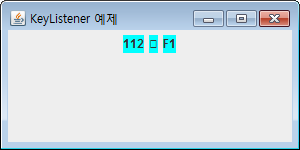 KeyListener 예제
112 □ F1